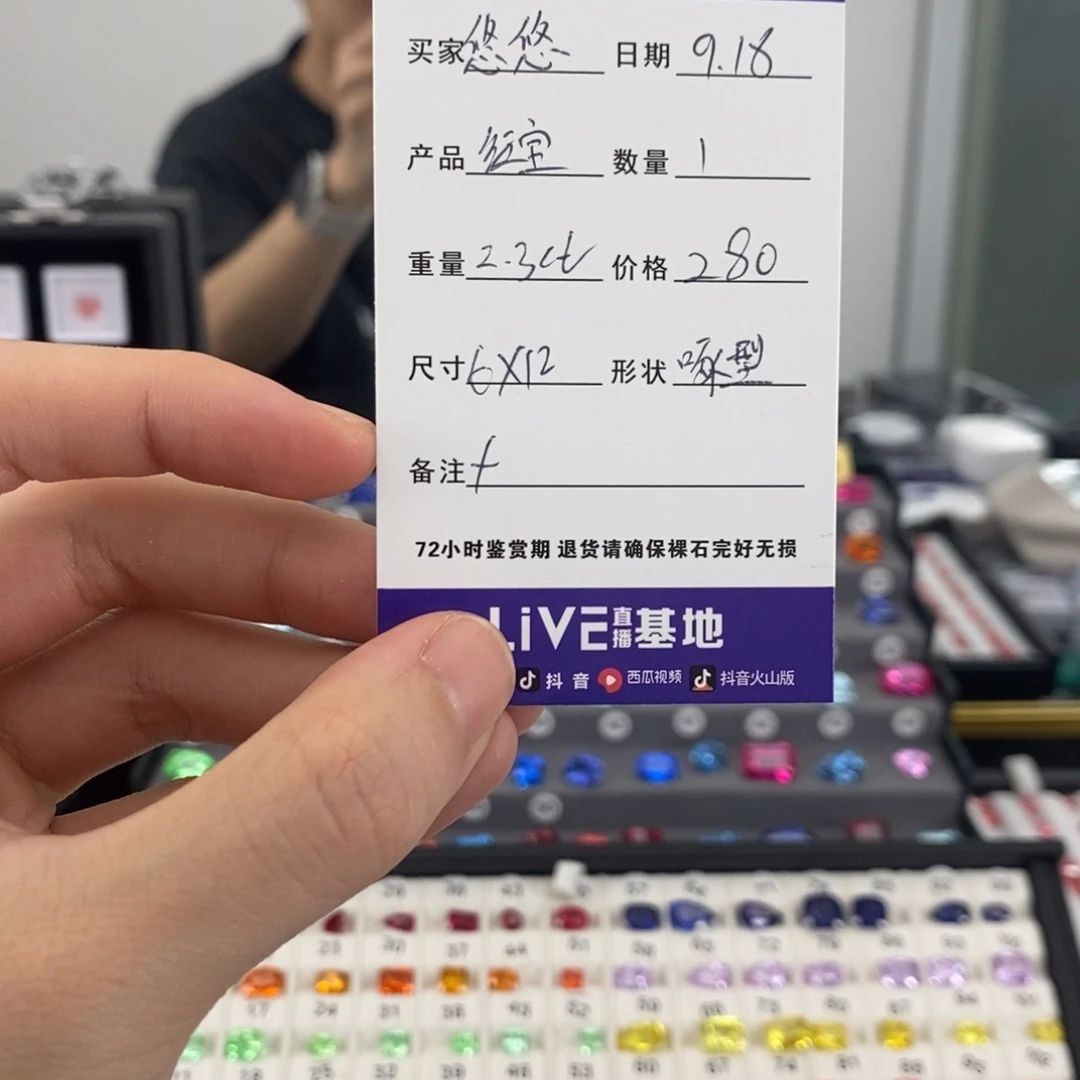 买家 悠悠 日期 9.18
产品 红宝 数量 1
重量 2.3ct 价格 280
尺寸 6X12 形状 啄型
备注
72小时鉴赏期 退货请确保裸石完好无损
LiVE直播基地
抖音 西瓜视频 抖音火山版